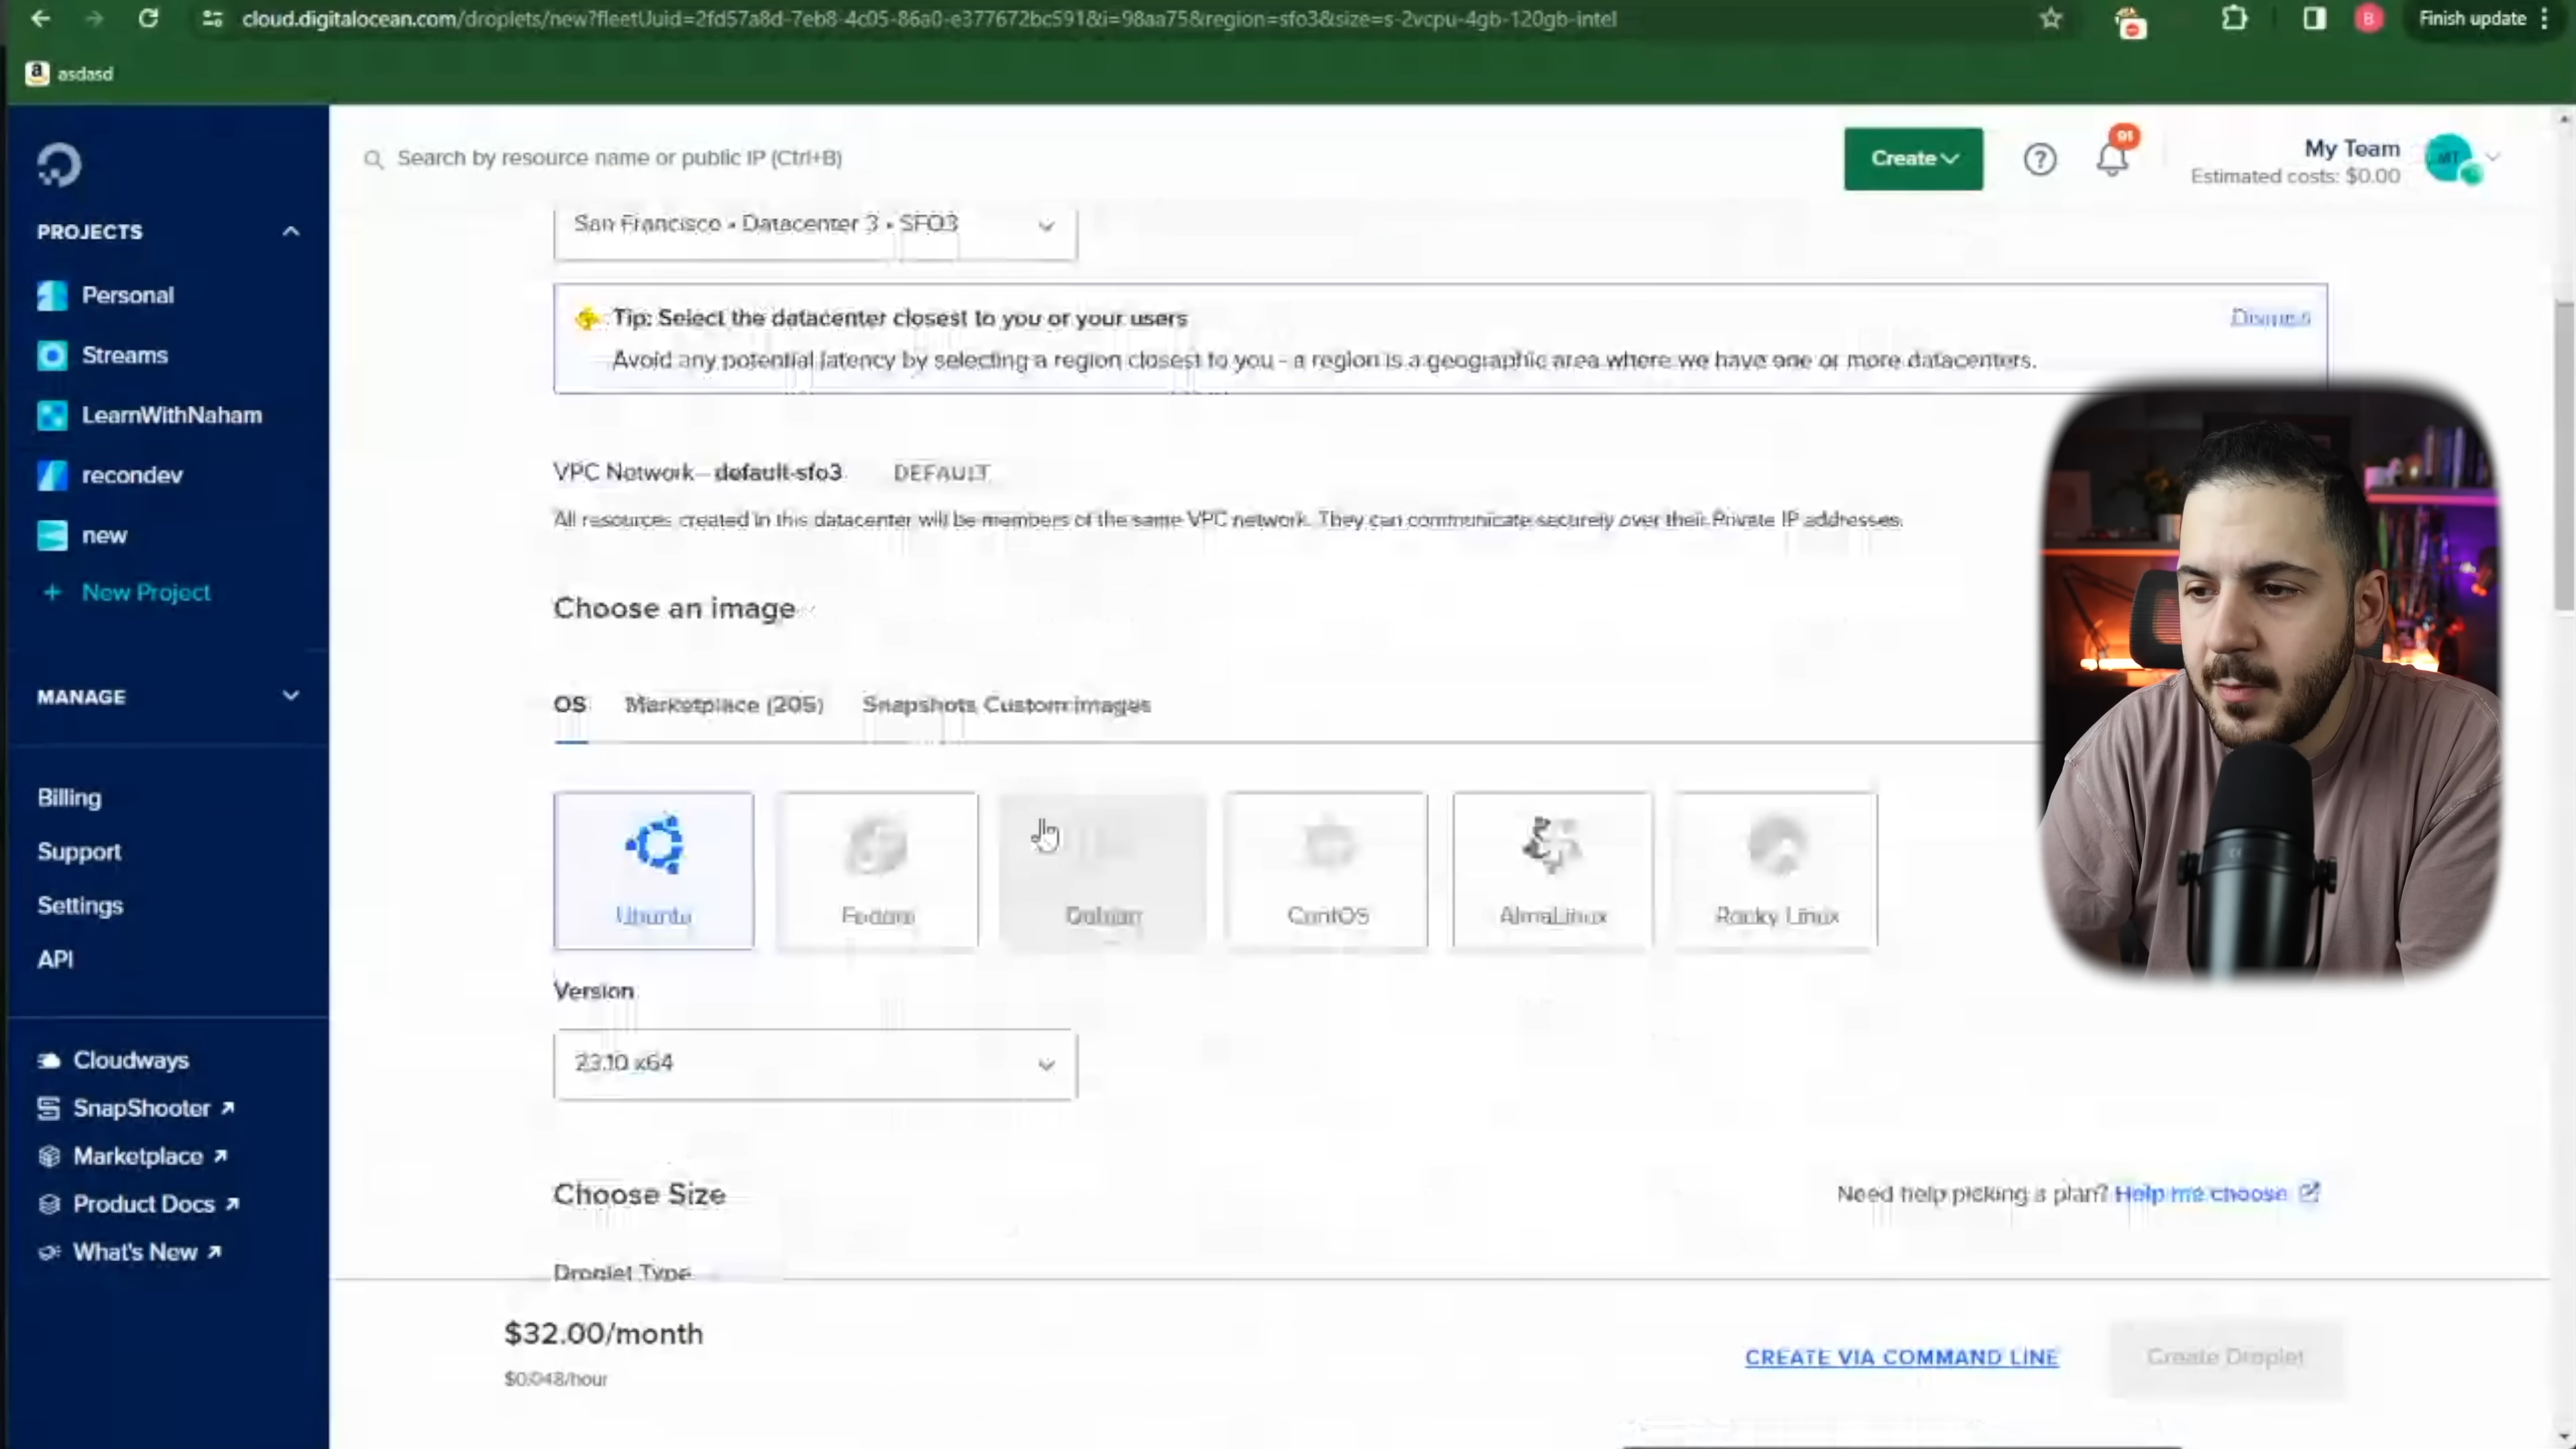 cloud.digitalocean.com/droplets/new?fleetUuid=2fd57a8d-7eb8-4c05-86a0-e377672bc591&i=98aa75&region=sfo3&size=s-2vcpu-4gb-120gb-intel
B
Finish update
asdasd
Search by resource name or public IP (Ctrl+B)
Create
91
My Team
Estimated costs: $0.00
MT
PROJECTS
Personal
Streams
LearnWithNaham
recondev
new
+ New Project
MANAGE
Billing
Support
Settings
API
Cloudways
SnapShooter
Marketplace
Product Docs
What's New
San Francisco • Datacenter 3 • SFO3
Tip: Select the datacenter closest to you or your users
Dismiss
Avoid any potential latency by selecting a region closest to you - a region is a geographic area where we have one or more datacenters.
VPC Network – default-sfo3 DEFAULT
All resources created in this datacenter will be members of the same VPC network. They can communicate securely over their Private IP addresses.
Choose an image
OS Marketplace (205) Snapshots Custom images
Ubuntu
Fedora
Debian
CentOS
AlmaLinux
Rocky Linux
Version
23.10 x64
Choose Size
Need help picking a plan? Help me choose
Droplet Type
$32.00/month
$0.048/hour
CREATE VIA COMMAND LINE
Create Droplet